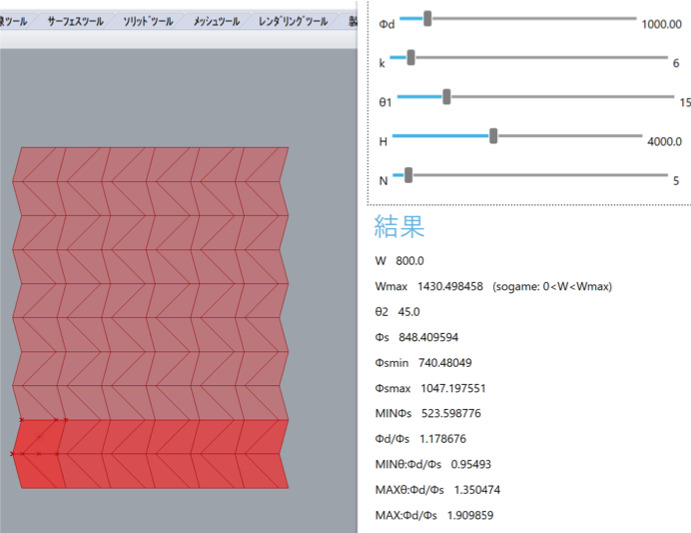 泉ツール サーフェスツール ソリッドツール メッシュツール レンダリングツール 製
Φd 1000.00
k 6
θ1 15
H 4000.0
N 5
結果
W 800.0
Wmax 1430.498458 (sogame: 0<W<Wmax)
θ2 45.0
Φs 848.409594
Φsmin 740.48049
Φsmax 1047.197551
MINΦs 523.598776
Φd/Φs 1.178676
MINθ:Φd/Φs 0.95493
MAXθ:Φd/Φs 1.350474
MAX:Φd/Φs 1.909859